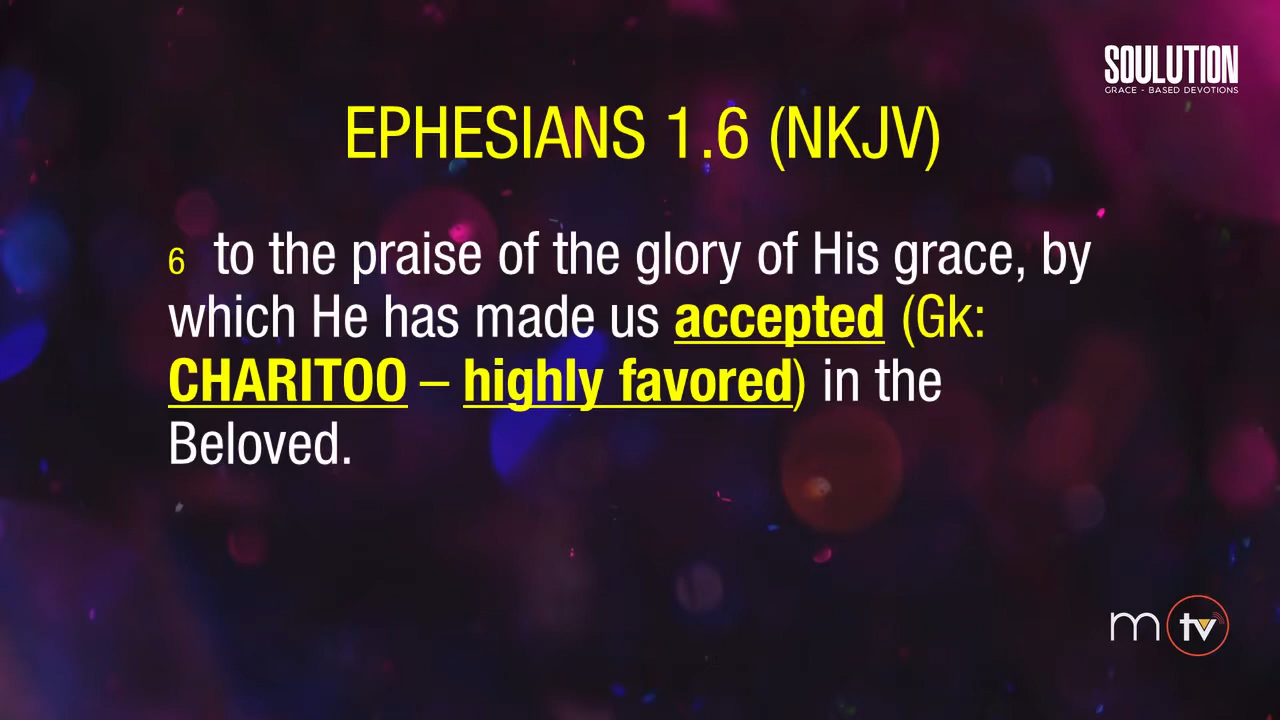 SOULUTION
GRACE - BASED DEVOTIONS
EPHESIANS 1.6 (NKJV)
6 to the praise of the glory of His grace, by
which He has made us accepted (Gk:
CHARITOO – highly favored) in the
Beloved.
m tv